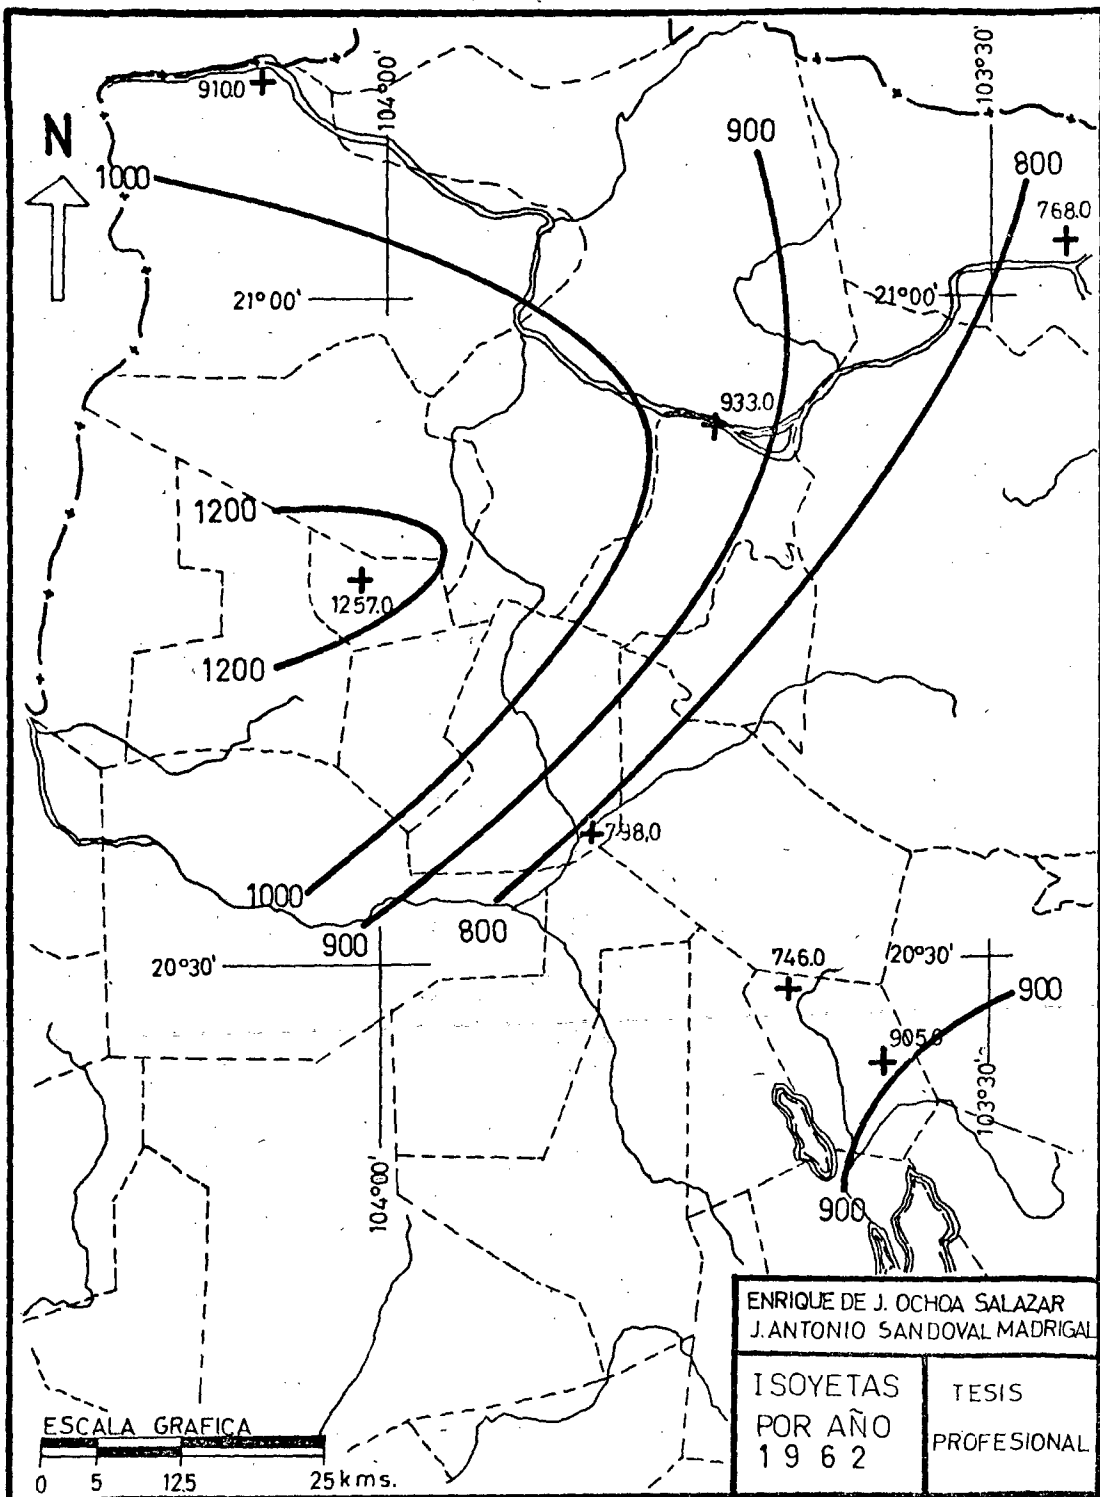 910.0
104°00'
103°30'
N
900
800
1000
768.0
21°00'
21°00'
933.0
1200
1257.0
1200
798.0
1000
900
800
746.0
20°30'
20°30'
900
905.0
103°30'
104°00'
900
ENRIQUE DE J. OCHOA SALAZAR
J. ANTONIO SANDOVAL MADRIGAL
ISOYETAS
POR AÑO
1962
TESIS
PROFESIONAL
ESCALA GRAFICA
0 5 12.5 25 kms.